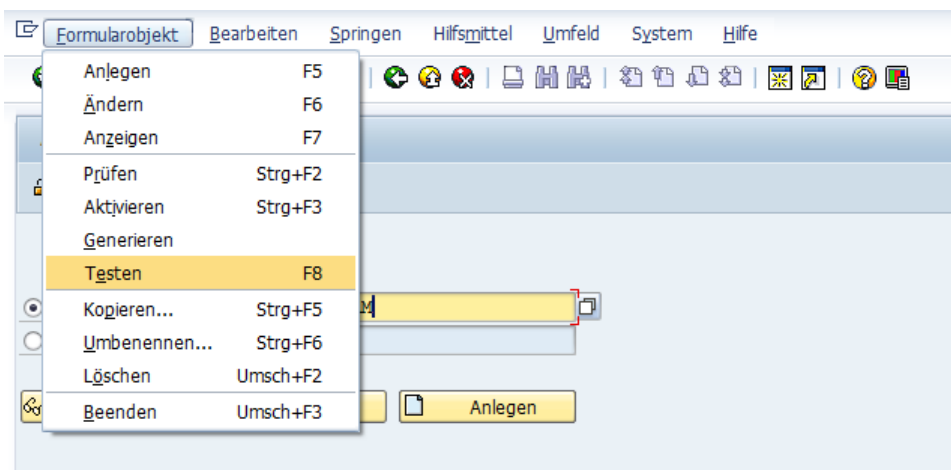 Formularobjekt Bearbeiten Springen Hilfsmittel Umfeld System Hilfe
Anlegen F5
Ändern F6
Anzeigen F7
Prüfen Strg+F2
Aktivieren Strg+F3
Generieren
Testen F8
Kopieren... Strg+F5
M
Umbenennen... Strg+F6
Löschen Umsch+F2
Beenden Umsch+F3
Anlegen